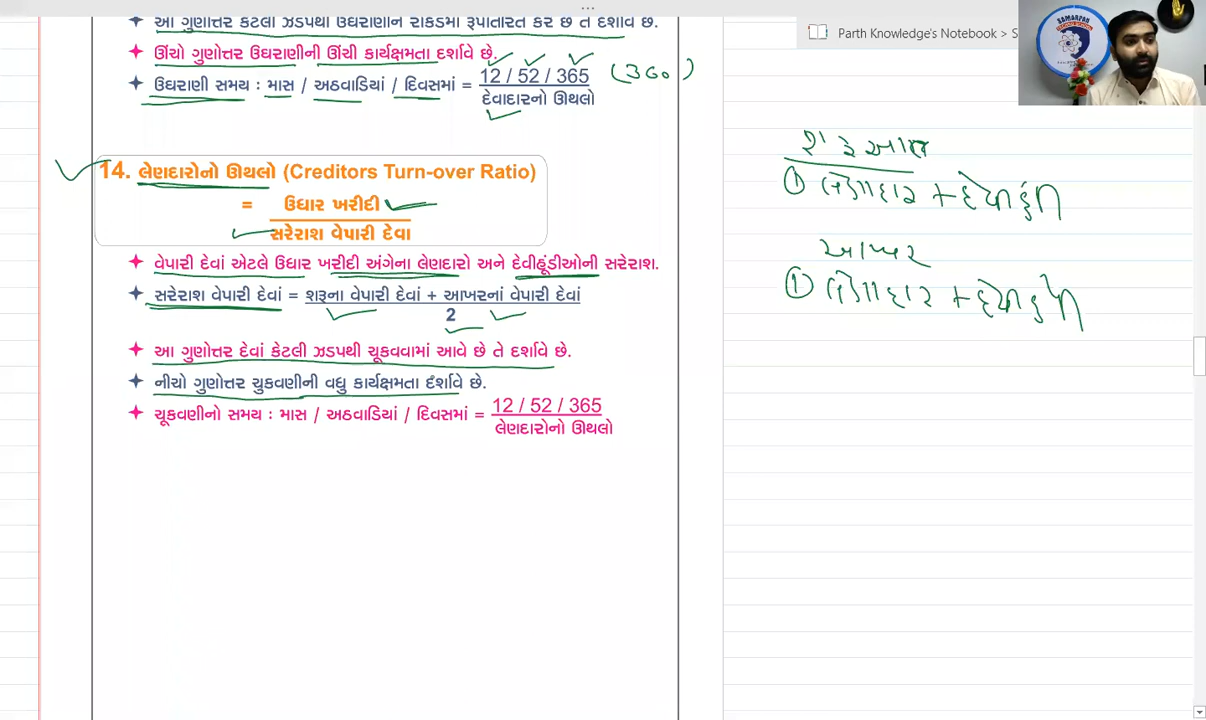 આ ગુણોત્તર કેટલી ઝડપથી ઉઘરાણીને રોકડમાં રૂપાંતરિત કરે છે તે દર્શાવે છે.
ઊંચો ગુણોત્તર ઉઘરાણીની ઊંચી કાર્યક્ષમતા દર્શાવે છે.
ઉઘરાણી સમય : માસ / અઠવાડિયાં / દિવસમાં = 12 / 52 / 365 (૩૬૦)
દેવાદારનો ઊથલો
14. લેણદારોનો ઊથલો (Creditors Turn-over Ratio)
= ઉધાર ખરીદી
સરેરાશ વેપારી દેવા
વેપારી દેવાં એટલે ઉધાર ખરીદી અંગેના લેણદારો અને દેવીહૂંડીઓની સરેરાશ.
સરેરાશ વેપારી દેવાં = શરૂના વેપારી દેવાં + આખરનાં વેપારી દેવાં
2
આ ગુણોત્તર દેવાં કેટલી ઝડપથી ચૂકવવામાં આવે છે તે દર્શાવે છે.
નીચો ગુણોત્તર ચુકવણીની વધુ કાર્યક્ષમતા દર્શાવે છે.
ચૂકવણીનો સમય : માસ / અઠવાડિયાં / દિવસમાં = 12 / 52 / 365
લેણદારોનો ઊથલો
Parth Knowledge's Notebook > S
SAMARPAN
શરૂઆત
① લેણદાર + દેવીહૂંડી
આખર
① લેણદાર + દેવીહૂંડી